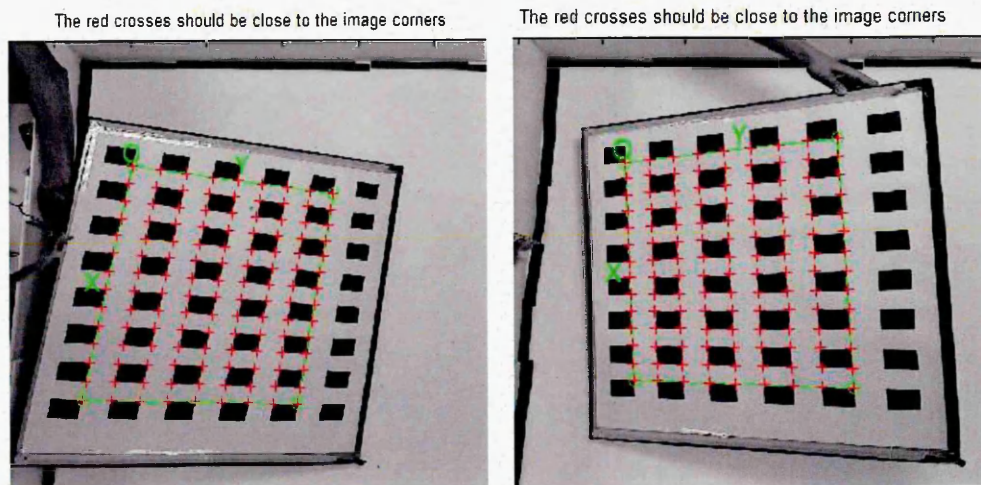 The red crosses should be close to the image corners
The red crosses should be close to the image corners
O
Y
X
O
Y
X